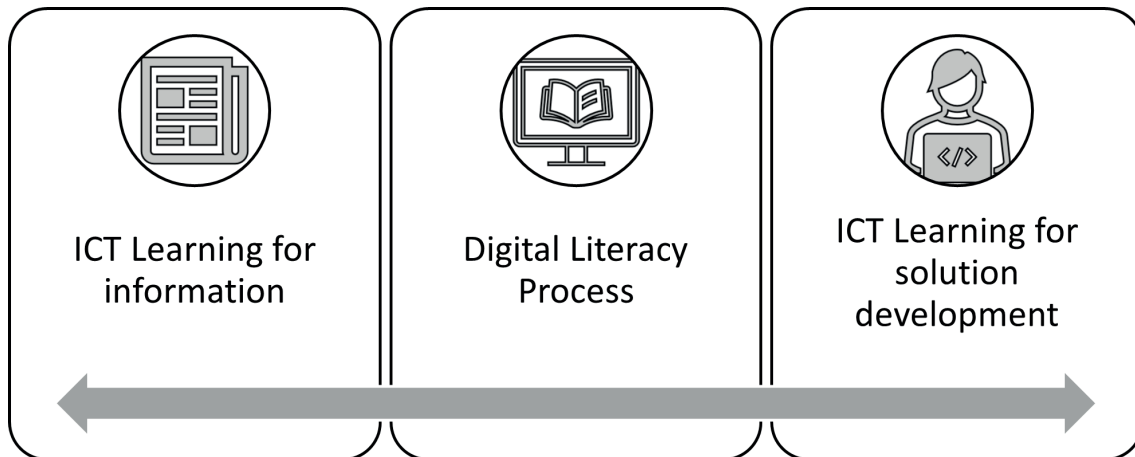 ICT Learning for
information
Digital Literacy
Process
ICT Learning for
solution
development
</>